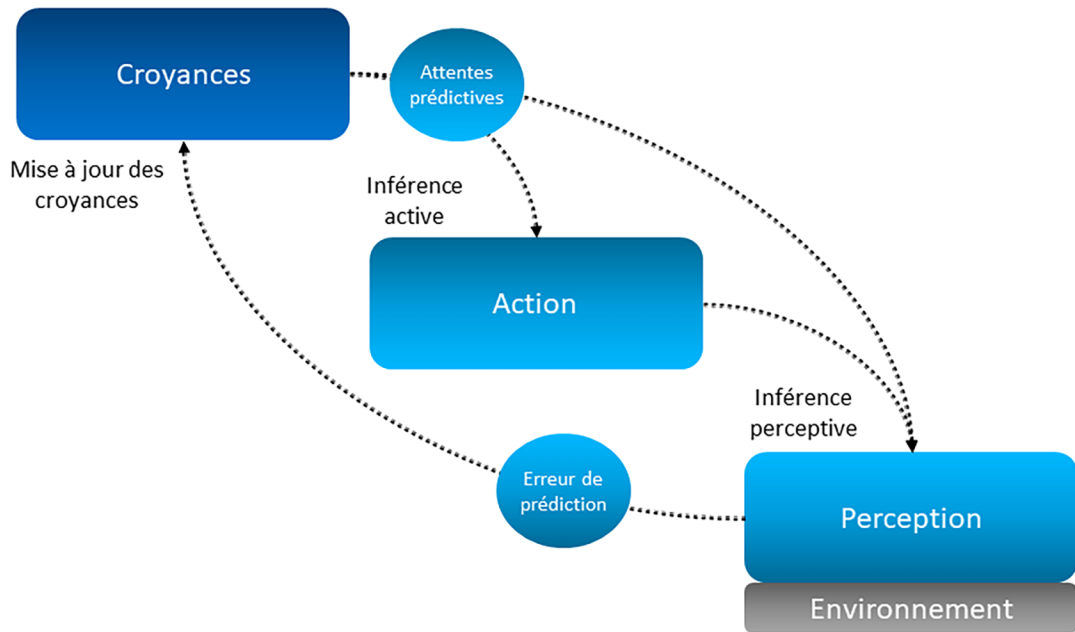 Croyances
Attentes
prédictives
Mise à jour des
croyances
Inférence
active
Action
Inférence
perceptive
Erreur de
prédiction
Perception
Environnement